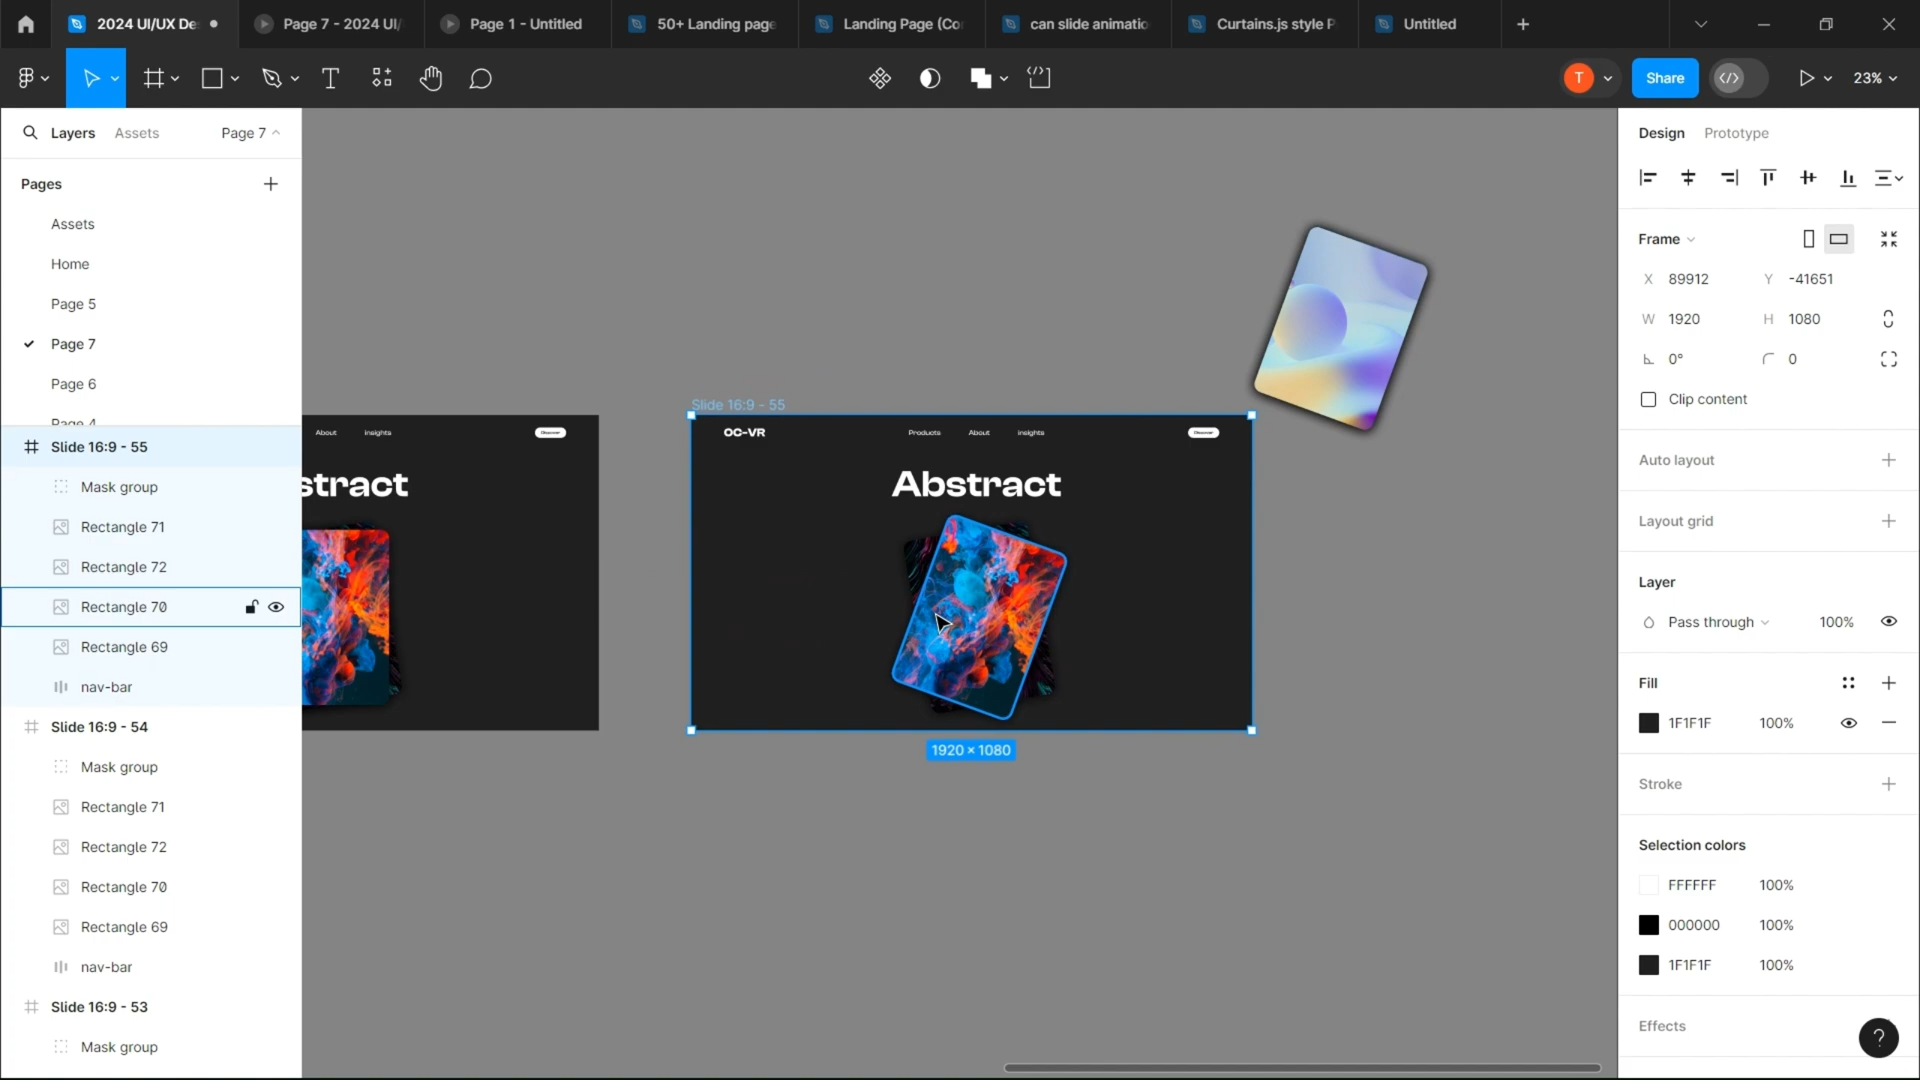 2024 UI/UX De
Page 7 - 2024 UI/
Page 1 - Untitled
50+ Landing page
Landing Page (Co
can slide animatio
Curtains.js style P
Untitled
T
Share
23%
Layers
Assets
Page 7
Pages
Assets
Home
Page 5
Page 7
Page 6
Page 4
Slide 16:9 - 55
Mask group
Rectangle 71
Rectangle 72
Rectangle 70
Rectangle 69
nav-bar
Slide 16:9 - 54
Mask group
Rectangle 71
Rectangle 72
Rectangle 70
Rectangle 69
nav-bar
Slide 16:9 - 53
Mask group
About
Insights
Discover
stract
Slide 16:9 - 55
OC-VR
Products
About
Insights
Discover
Abstract
1920 × 1080
Design
Prototype
Frame
X 89912
Y -41651
W 1920
H 1080
0°
0
Clip content
Auto layout
Layout grid
Layer
Pass through
100%
Fill
1F1F1F
100%
Stroke
Selection colors
FFFFFF
100%
000000
100%
1F1F1F
100%
Effects
?